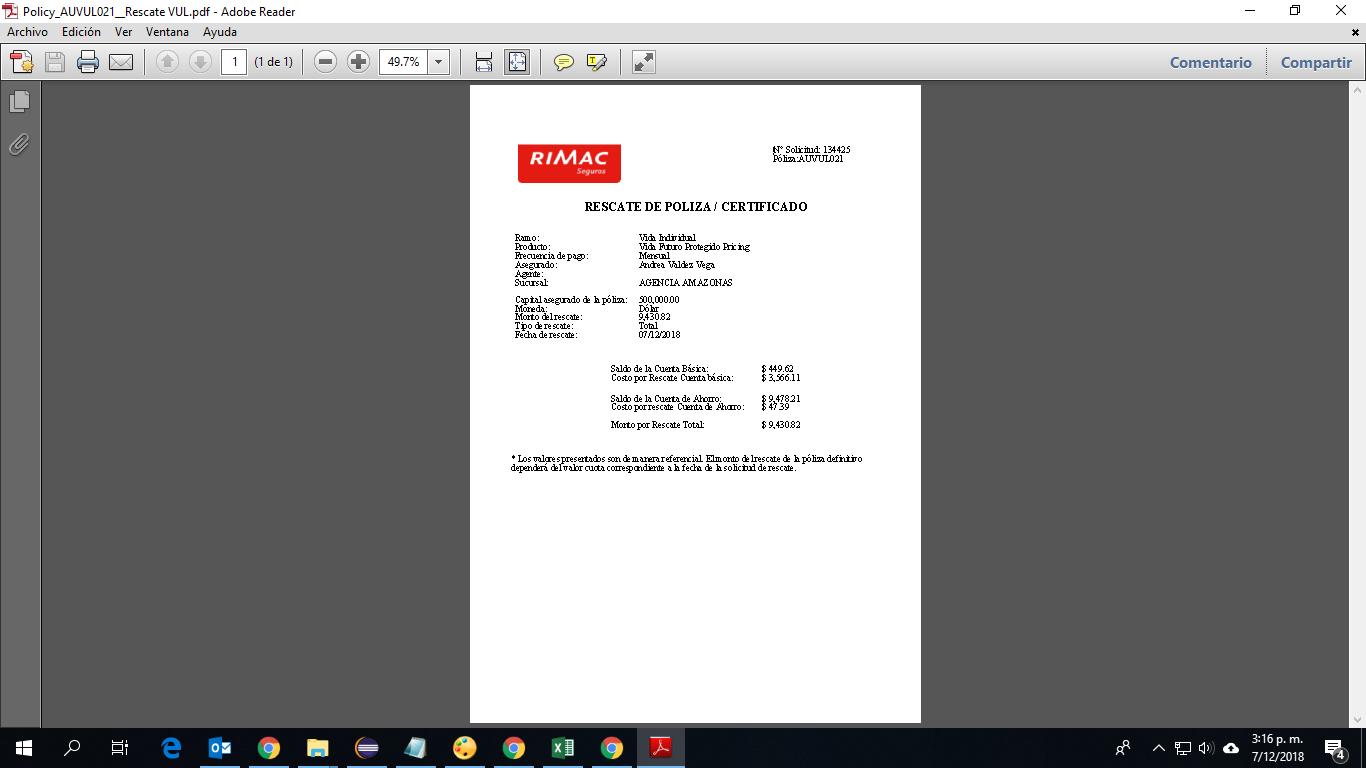 Policy_AUVUL021__Rescate VUL.pdf - Adobe Reader
Archivo Edición Ver Ventana Ayuda
1 (1 de 1) 49.7% Comentario Compartir
RIMAC
Seguros
N° Solicitud: 134425
Póliza:AUVUL021
RESCATE DE POLIZA / CERTIFICADO
Ramo: Vida Individual
Producto: Vida Futuro Protegido Pricing
Frecuencia de pago: Mensual
Asegurado: Andrea Valdez Vega
Agente:
Sucursal: AGENCIA AMAZONAS
Capital asegurado de la póliza: 500,000.00
Moneda: Dólar
Monto del rescate: 9,430.82
Tipo de rescate: Total
Fecha de rescate: 07/12/2018
Saldo de la Cuenta Básica: $ 449.62
Costo por Rescate Cuenta básica: $ 3,566.11
Saldo de la Cuenta de Ahorro: $ 9,478.21
Costo por rescate Cuenta de Ahorro: $ 47.39
Monto por Rescate Total: $ 9,430.82
* Los valores presentados son de manera referencial. El monto del rescate de la póliza definitivo
dependerá del valor cuota correspondiente a la fecha de la solicitud de rescate.
3:16 p. m.
7/12/2018
4